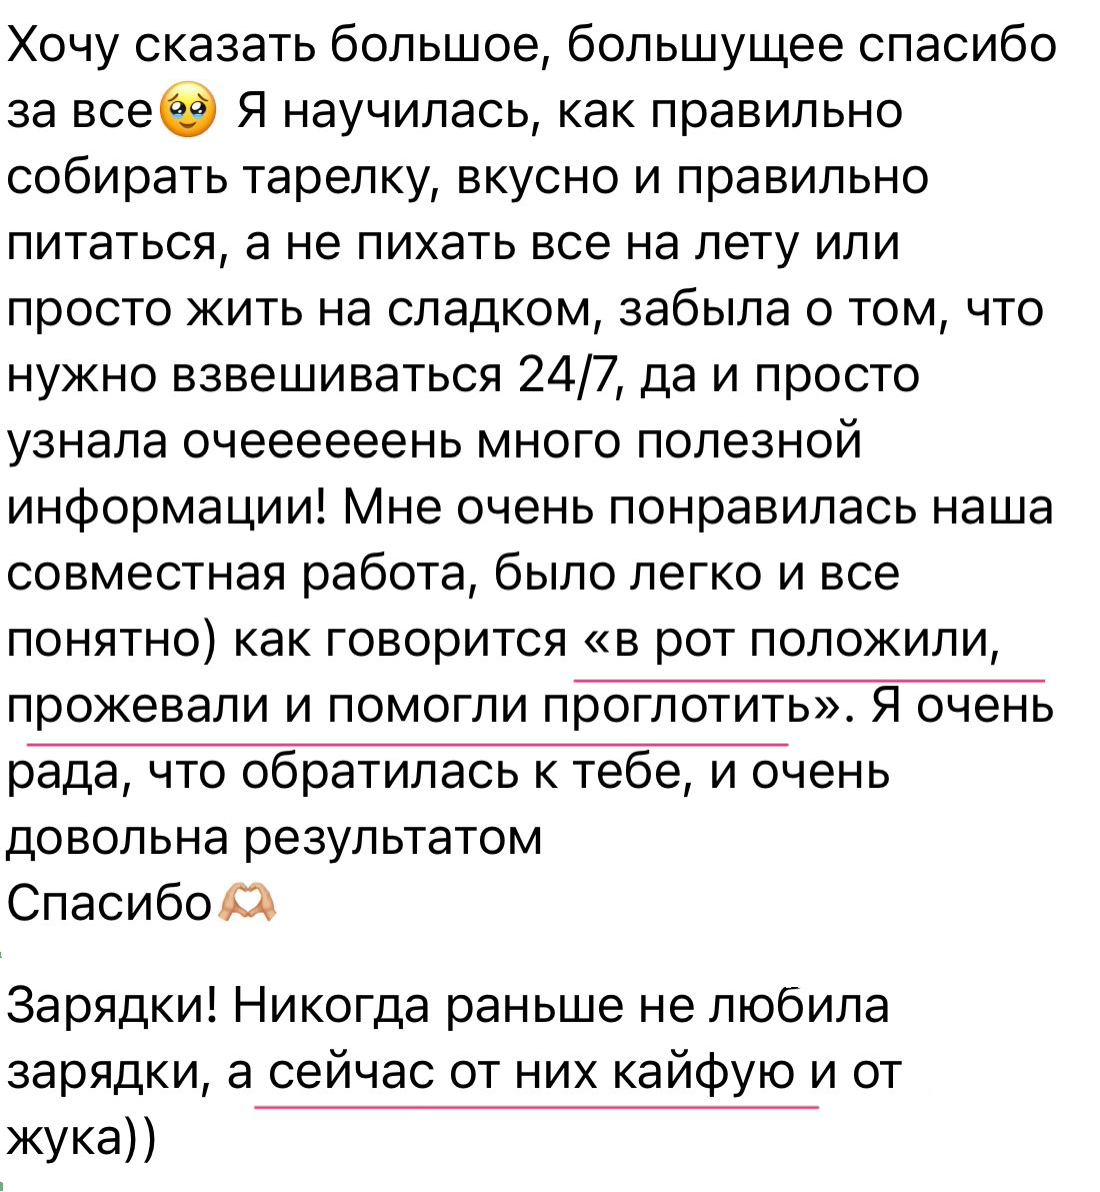 Хочу сказать большое, большущее спасибо
за все🥹 Я научилась, как правильно
собирать тарелку, вкусно и правильно
питаться, а не пихать все на лету или
просто жить на сладком, забыла о том, что
нужно взвешиваться 24/7, да и просто
узнала очеееееень много полезной
информации! Мне очень понравилась наша
совместная работа, было легко и все
понятно) как говорится «в рот положили,
прожевали и помогли проглотить». Я очень
рада, что обратилась к тебе, и очень
довольна результатом
Спасибо🫶🏼
Зарядки! Никогда раньше не любила
зарядки, а сейчас от них кайфую и от
жука))